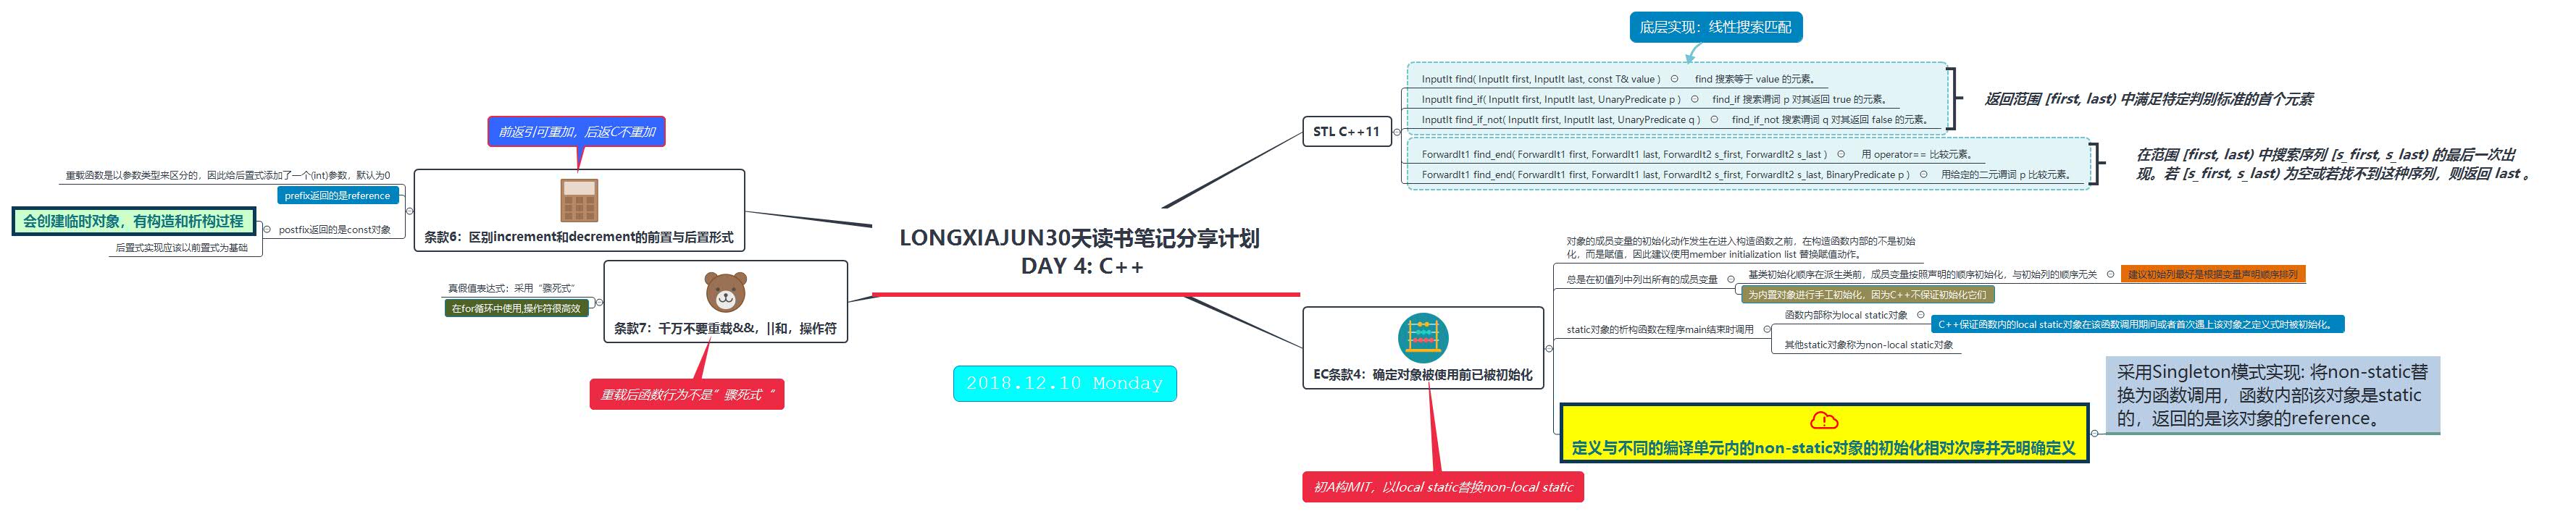 LONGXIAJUN30天读书笔记分享计划
DAY 4: C++
2018.12.10 Monday
STL C++11
底层实现：线性搜索匹配
InputIt find( InputIt first, InputIt last, const T& value )
find 搜索等于 value 的元素。
InputIt find_if( InputIt first, InputIt last, UnaryPredicate p )
find_if 搜索谓词 p 对其返回 true 的元素。
InputIt find_if_not( InputIt first, InputIt last, UnaryPredicate q )
find_if_not 搜索谓词 q 对其返回 false 的元素。
返回范围 [first, last) 中满足特定判别标准的首个元素
ForwardIt1 find_end( ForwardIt1 first, ForwardIt1 last, ForwardIt2 s_first, ForwardIt2 s_last )
用 operator== 比较元素。
ForwardIt1 find_end( ForwardIt1 first, ForwardIt1 last, ForwardIt2 s_first, ForwardIt2 s_last, BinaryPredicate p )
用给定的二元谓词 p 比较元素。
在范围 [first, last) 中搜索序列 [s_first, s_last) 的最后一次出
现。若 [s_first, s_last) 为空或若找不到这种序列，则返回 last 。
EC条款4：确定对象被使用前已被初始化
初A构MIT，以local static替换non-local static
对象的成员变量的初始化动作发生在进入构造函数之前，在构造函数内部的不是初始
化，而是赋值，因此建议使用member initialization list 替换赋值动作。
总是在初值列中列出所有的成员变量
基类初始化顺序在派生类前，成员变量按照声明的顺序初始化，与初始列的顺序无关
建议初始列最好是根据变量声明顺序排列
为内置对象进行手工初始化，因为C++不保证初始化它们
static对象的析构函数在程序main结束时调用
函数内部称为local static对象
C++保证函数内的local static对象在该函数调用期间或者首次遇上该对象之定义式时被初始化。
其他static对象称为non-local static对象
定义与不同的编译单元内的non-static对象的初始化相对次序并无明确定义
采用Singleton模式实现: 将non-static替
换为函数调用，函数内部该对象是static
的，返回的是该对象的reference。
前返引可重加，后返C不重加
条款6：区别increment和decrement的前置与后置形式
重载函数是以参数类型来区分的，因此给后置式添加了一个(int)参数，默认为0
prefix返回的是reference
postfix返回的是const对象
会创建临时对象，有构造和析构过程
后置式实现应该以前置式为基础
条款7：千万不要重载&&，||和，操作符
真假值表达式：采用“骤死式”
在for循环中使用,操作符很高效
重载后函数行为不是”骤死式“